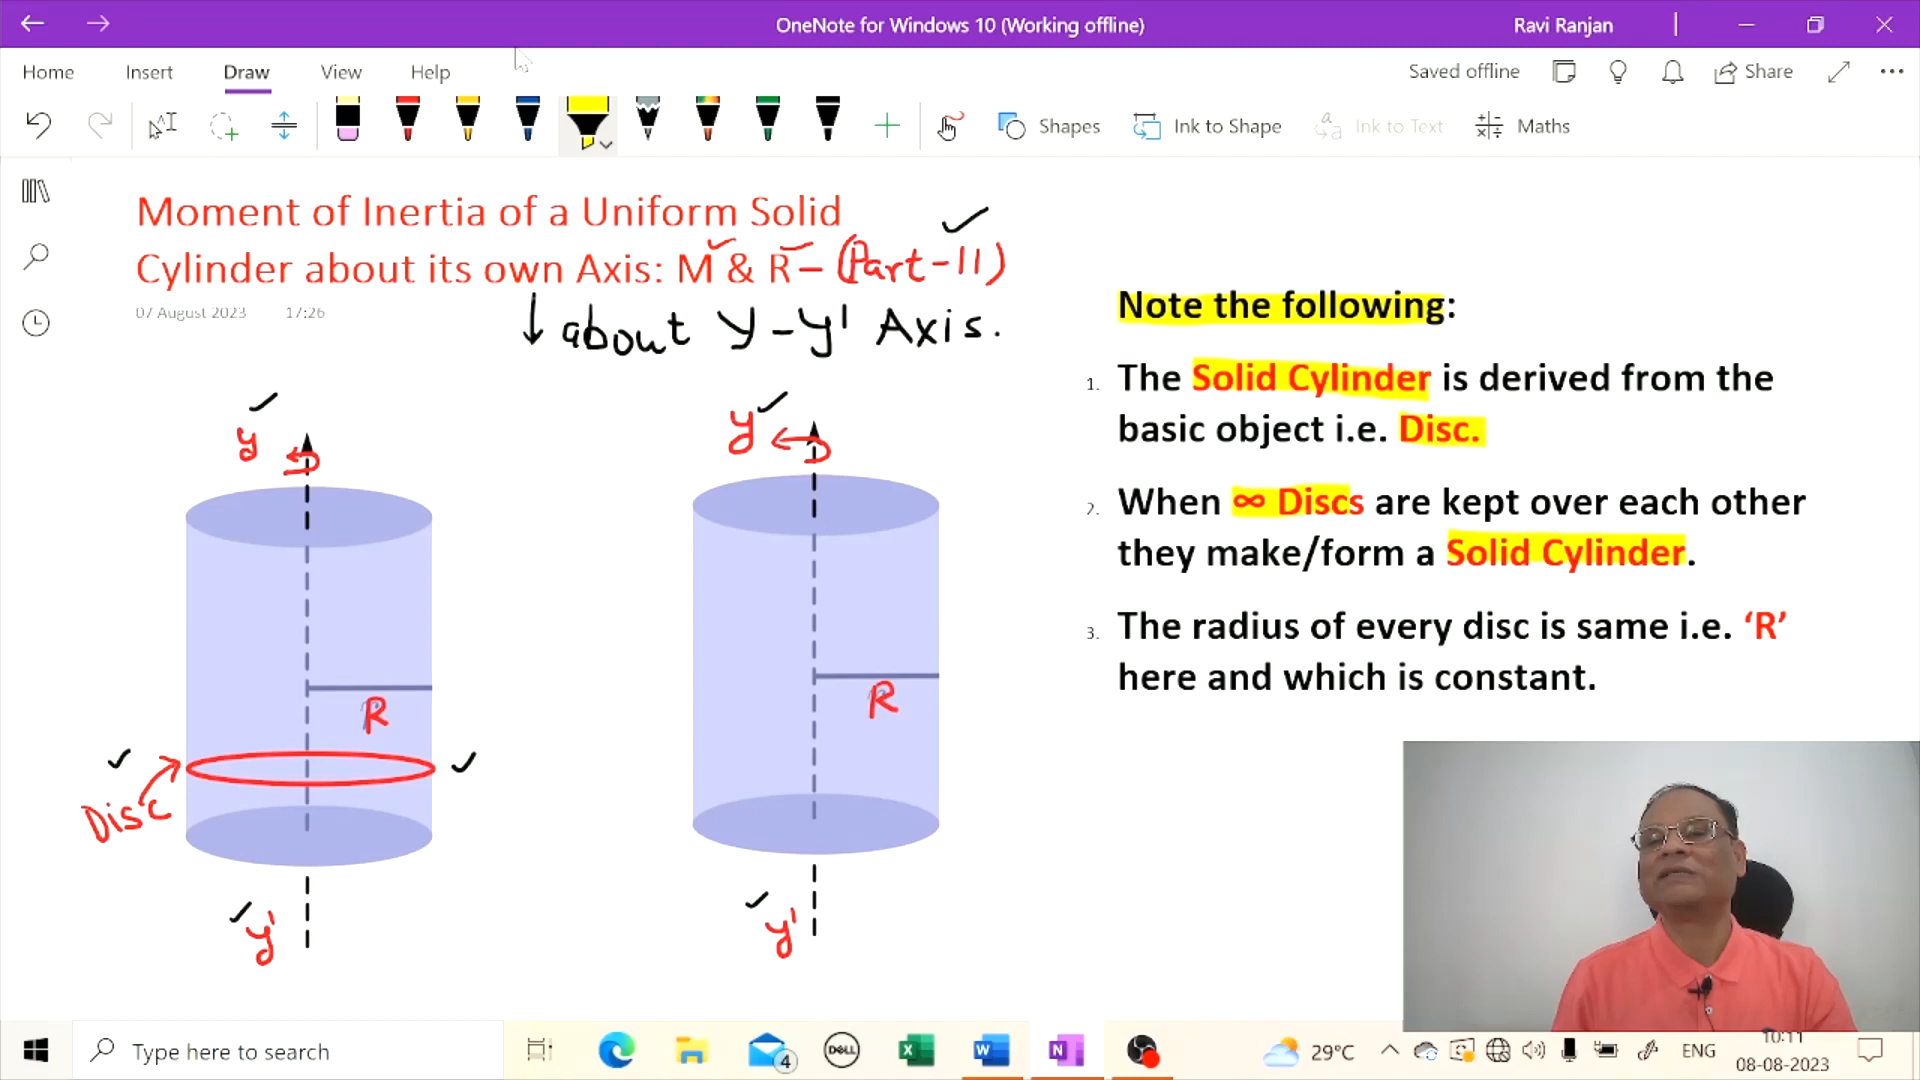 OneNote for Windows 10 (Working offline)
Ravi Ranjan
Home Insert Draw View Help
Saved offline
Share
Shapes
Ink to Shape
Ink to Text
Maths
Moment of Inertia of a Uniform Solid
Cylinder about its own Axis: M & R – (Part-II)
07 August 2023 17:26
about y-y' Axis.
y
R
Disc
y'
y
R
y'
Note the following:
1. The Solid Cylinder is derived from the
basic object i.e. Disc.
2. When ∞ Discs are kept over each other
they make/form a Solid Cylinder.
3. The radius of every disc is same i.e. ‘R’
here and which is constant.
Type here to search
4
DELL
29°C
ENG
10:11
08-08-2023